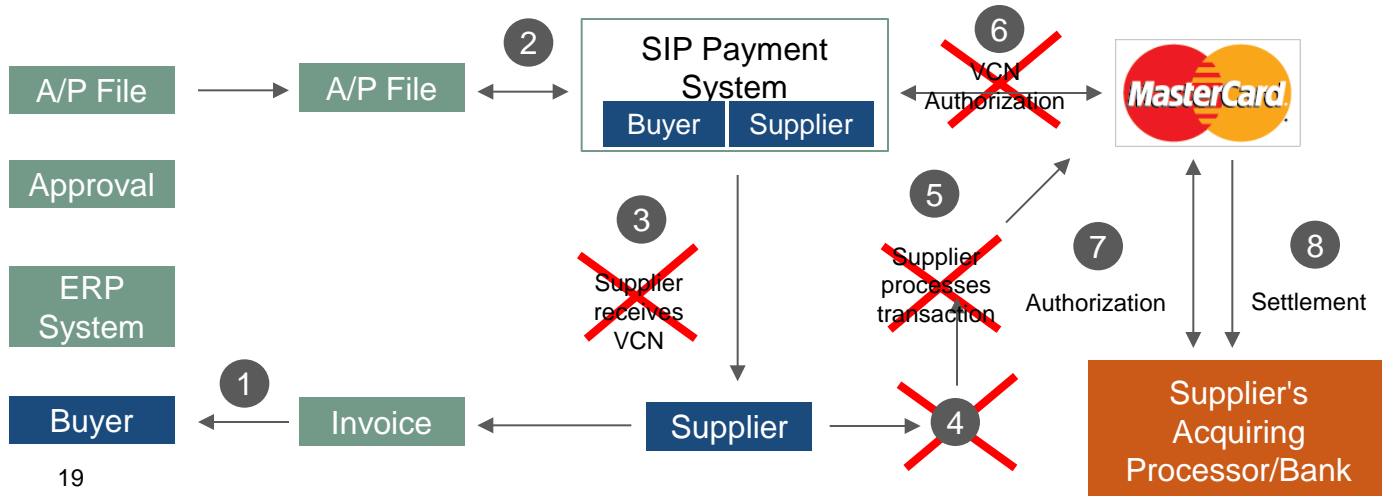 2
6
SIP Payment
System
VCN
Authorization
A/P File
A/P File
MasterCard
Buyer
Supplier
Approval
3
5
7
8
Supplier
receives
VCN
Supplier
processes
transaction
Authorization
Settlement
ERP
System
1
Buyer
Invoice
Supplier
4
Supplier's
Acquiring
Processor/Bank
19